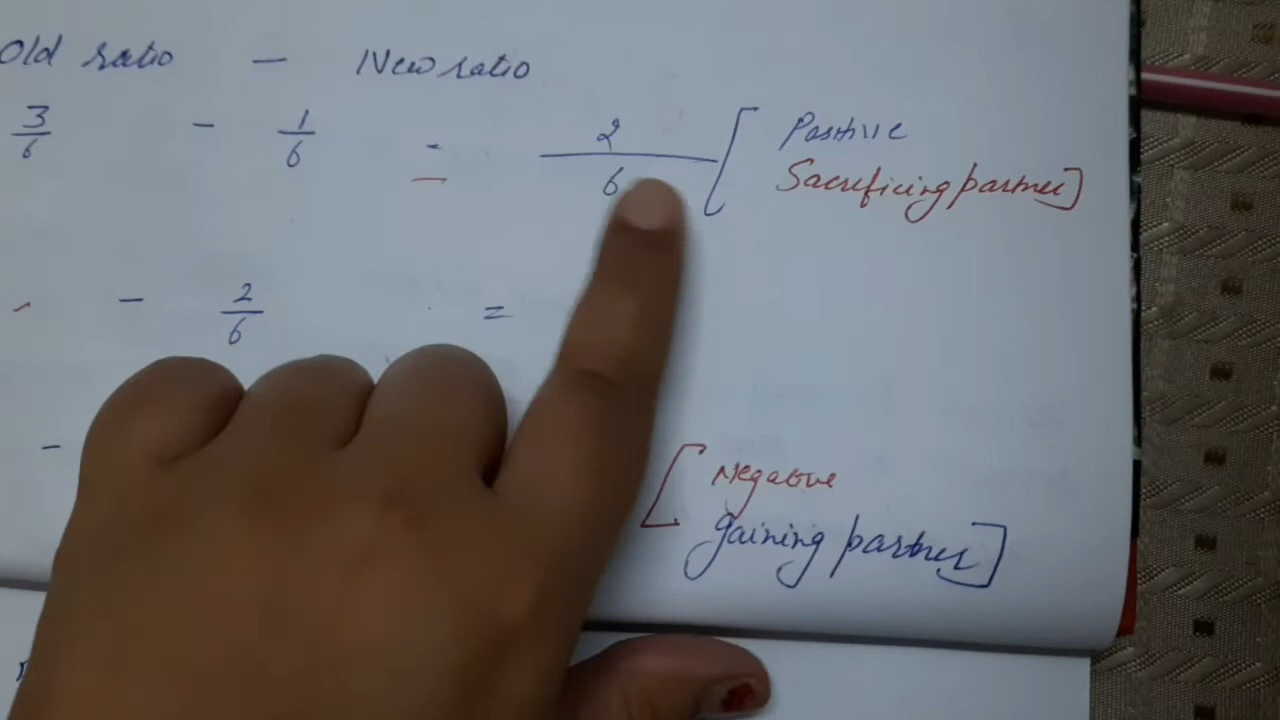 Old ratio - New ratio
3/6 - 1/6 = 2/6 [ Positive
Sacrificing partner ]
- 2/6 =
-
[ Negative
gaining partner ]